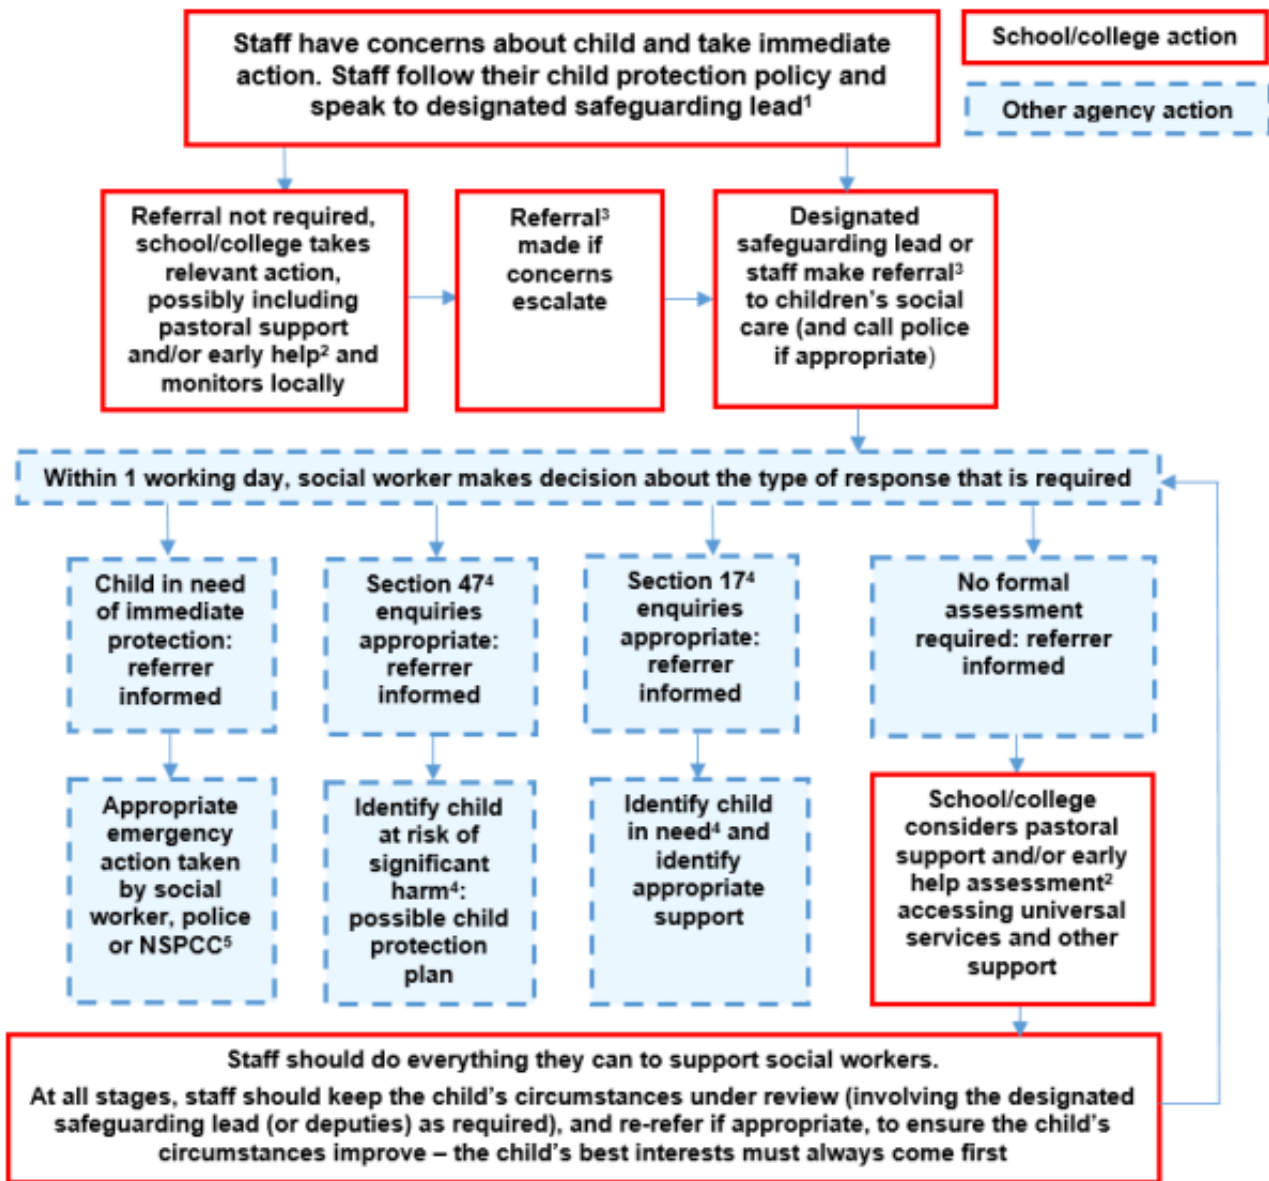 Staff have concerns about child and take immediate
action. Staff follow their child protection policy and
speak to designated safeguarding lead¹
School/college action
Other agency action
Referral not required,
school/college takes
relevant action,
possibly including
pastoral support
and/or early help² and
monitors locally
Referral³
made if
concerns
escalate
Designated
safeguarding lead or
staff make referral³
to children's social
care (and call police
if appropriate)
Within 1 working day, social worker makes decision about the type of response that is required
Child in need
of immediate
protection:
referrer
informed
Section 47⁴
enquiries
appropriate:
referrer
informed
Section 17⁴
enquiries
appropriate:
referrer
informed
No formal
assessment
required: referrer
informed
Appropriate
emergency
action taken
by social
worker, police
or NSPCC⁵
Identify child
at risk of
significant
harm⁴:
possible child
protection
plan
Identify child
in need⁴ and
identify
appropriate
support
School/college
considers pastoral
support and/or early
help assessment²
accessing universal
services and other
support
Staff should do everything they can to support social workers.
At all stages, staff should keep the child's circumstances under review (involving the designated
safeguarding lead (or deputies) as required), and re-refer if appropriate, to ensure the child's
circumstances improve – the child's best interests must always come first